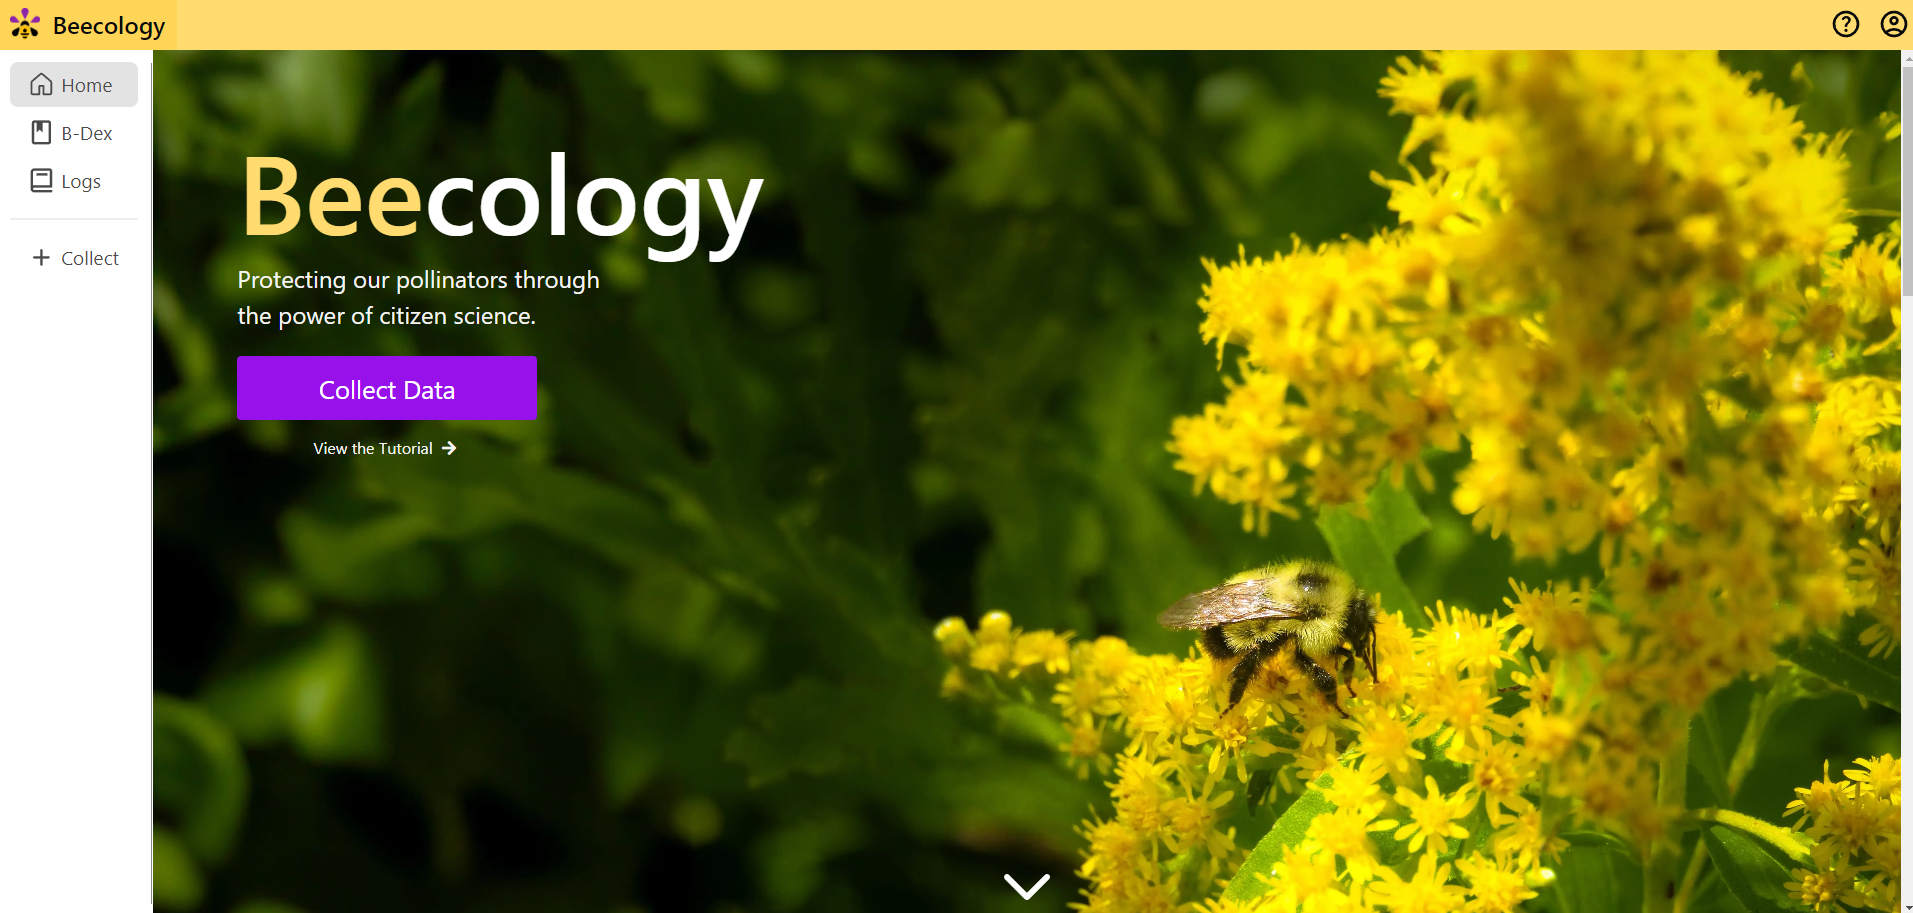 Beecology
Home
B-Dex
Logs
Collect
Beecology
Protecting our pollinators through
the power of citizen science.
Collect Data
View the Tutorial